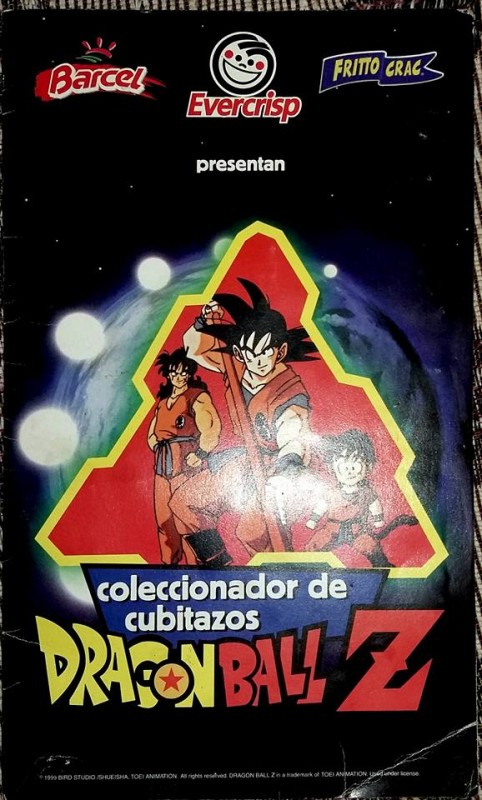 Barcel
Evercrisp
FRITTO CRAC.
presentan
coleccionador de
cubitazos
DRAGON BALL Z
© 1999 BIRD STUDIO /SHUEISHA, TOEI ANIMATION. All rights reserved. DRAGON BALL Z is a trademark of TOEI ANIMATION. Used under license.